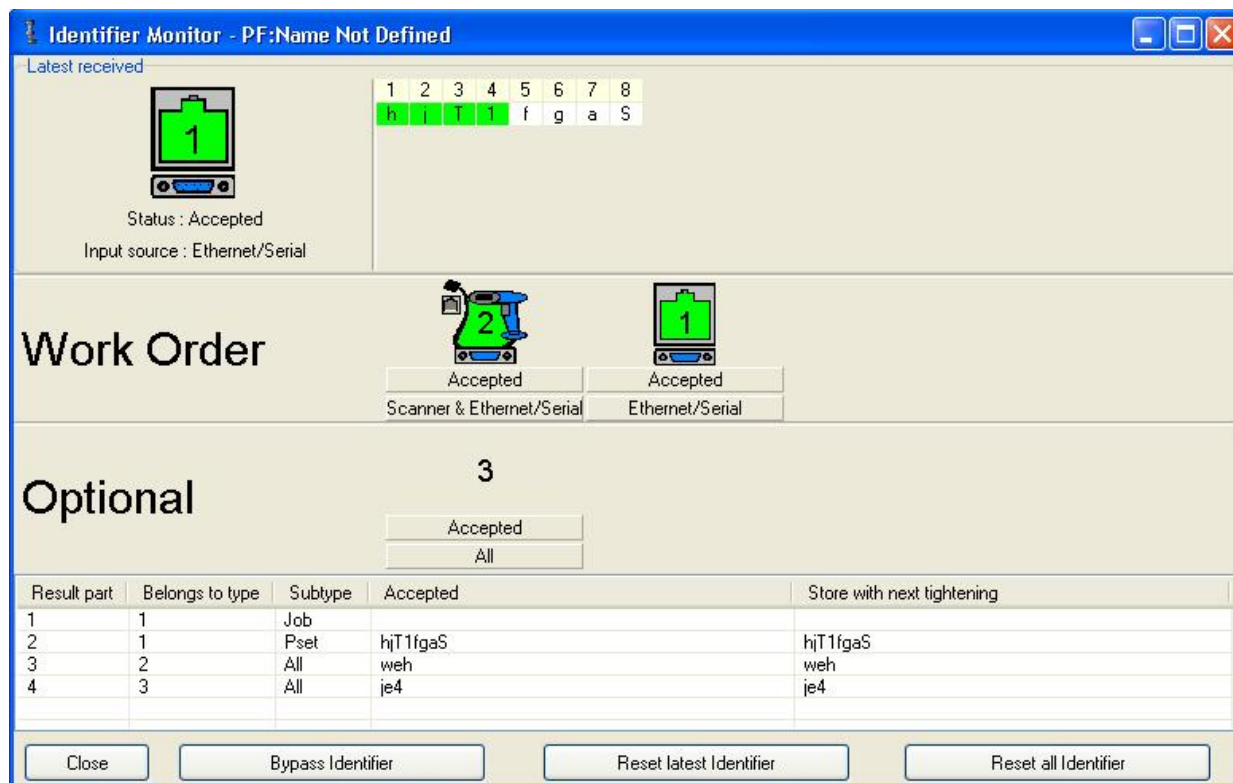 Identifier Monitor - PF:Name Not Defined
Latest received
1 2 3 4 5 6 7 8
h j T 1 f g a S
1
Status : Accepted
Input source : Ethernet/Serial
Work Order
2 1
Accepted Accepted
Scanner & Ethernet/Serial Ethernet/Serial
Optional
3
Accepted
All
Result part Belongs to type Subtype Accepted Store with next tightening
1 1 Job
2 1 Pset hjT1fgaS hjT1fgaS
3 2 All weh weh
4 3 All je4 je4
Close Bypass Identifier Reset latest Identifier Reset all Identifier